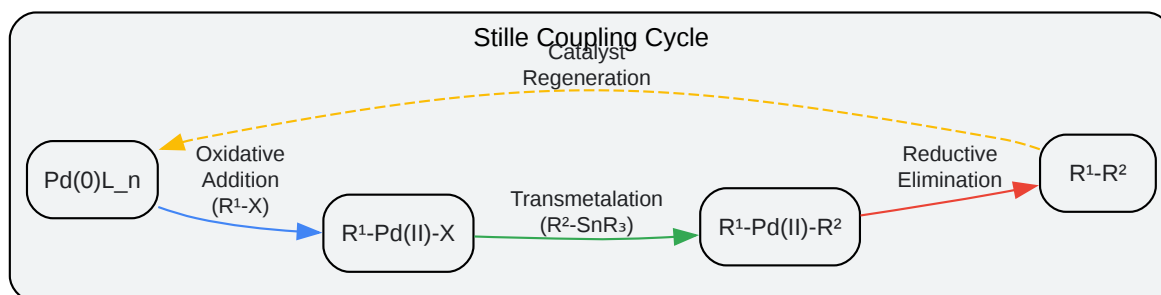 Stille Coupling Cycle
Catalyst
Regeneration
Pd(0)L_n
Oxidative
Addition
(R¹-X)
R¹-Pd(II)-X
Transmetalation
(R²-SnR₃)
R¹-Pd(II)-R²
Reductive
Elimination
R¹-R²